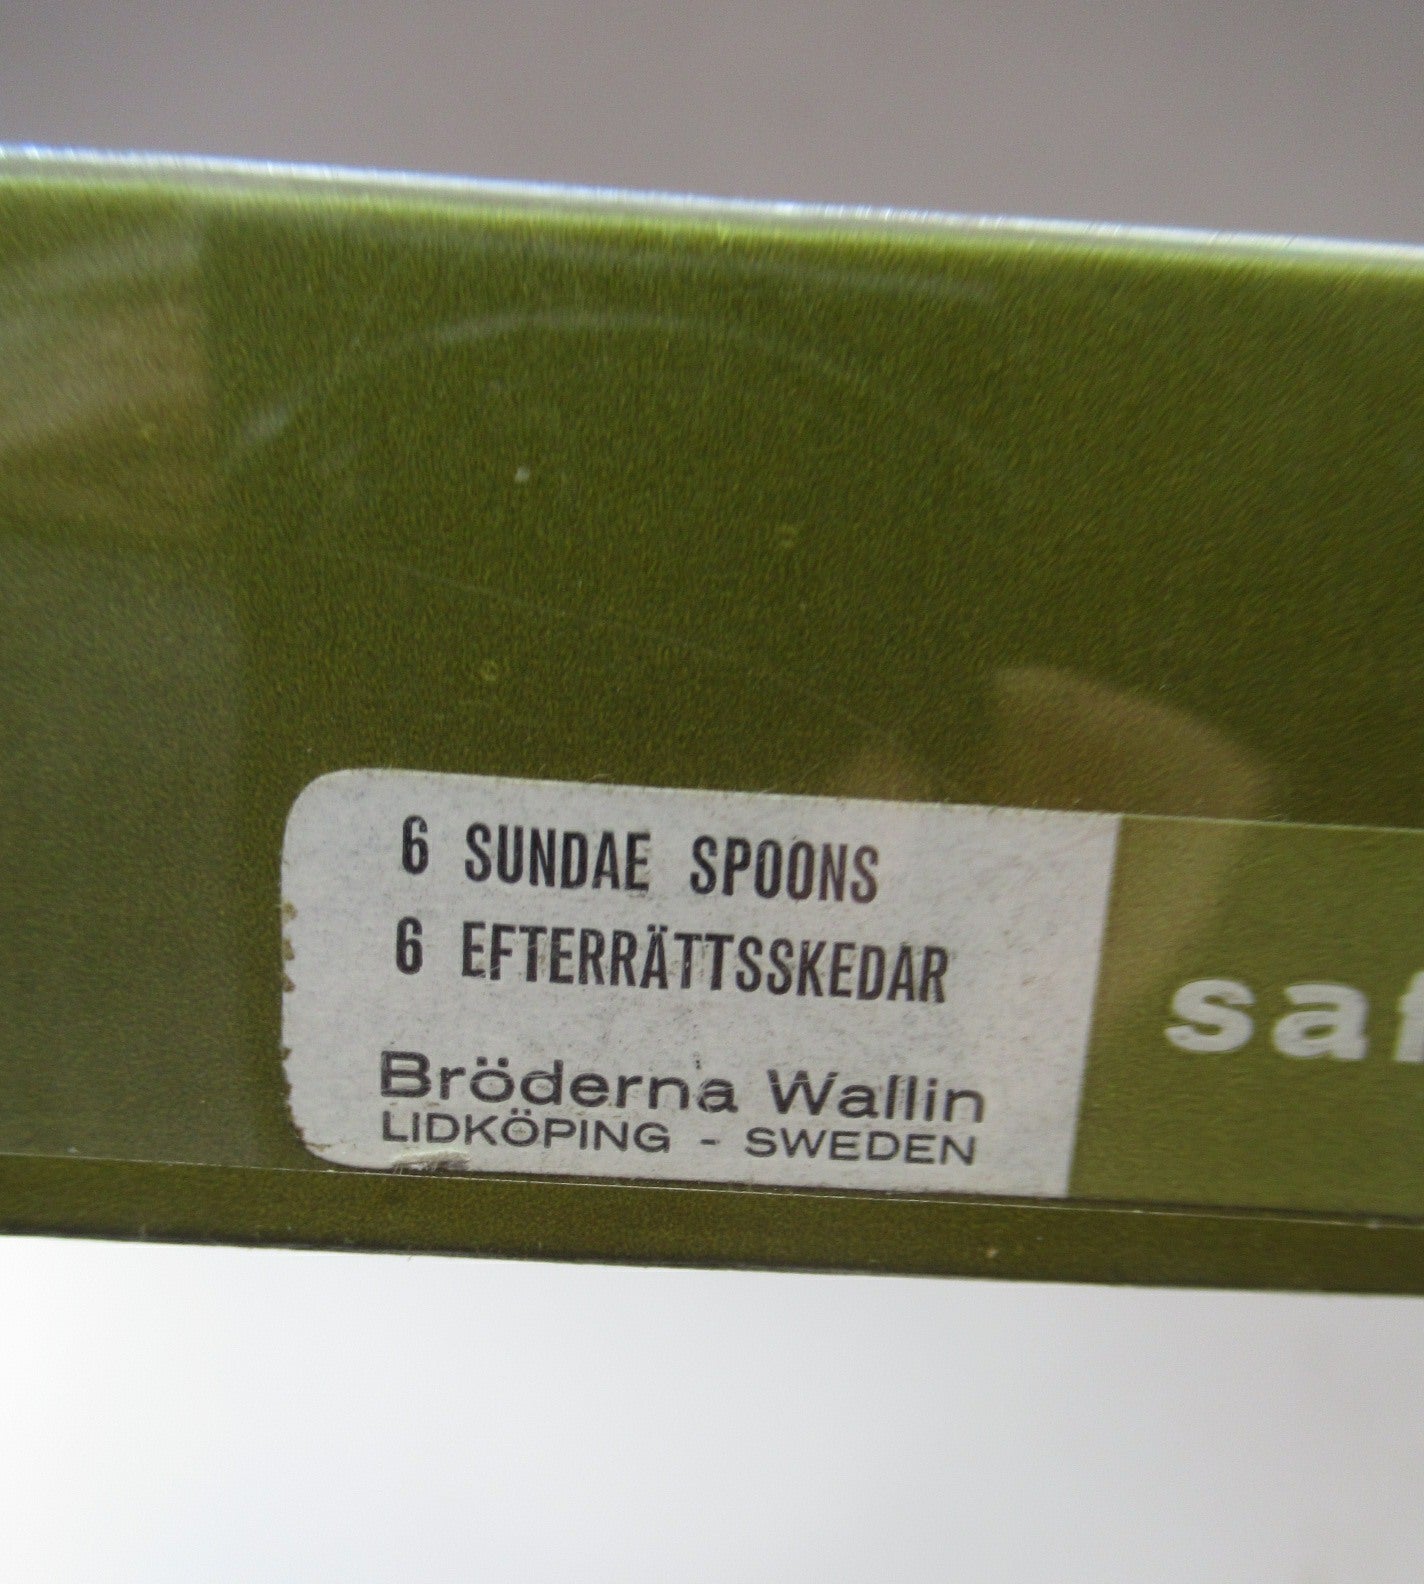 6 SUNDAE SPOONS
6 EFTERRÄTTSSKEDAR
Bröderna Wallin
LIDKÖPING - SWEDEN